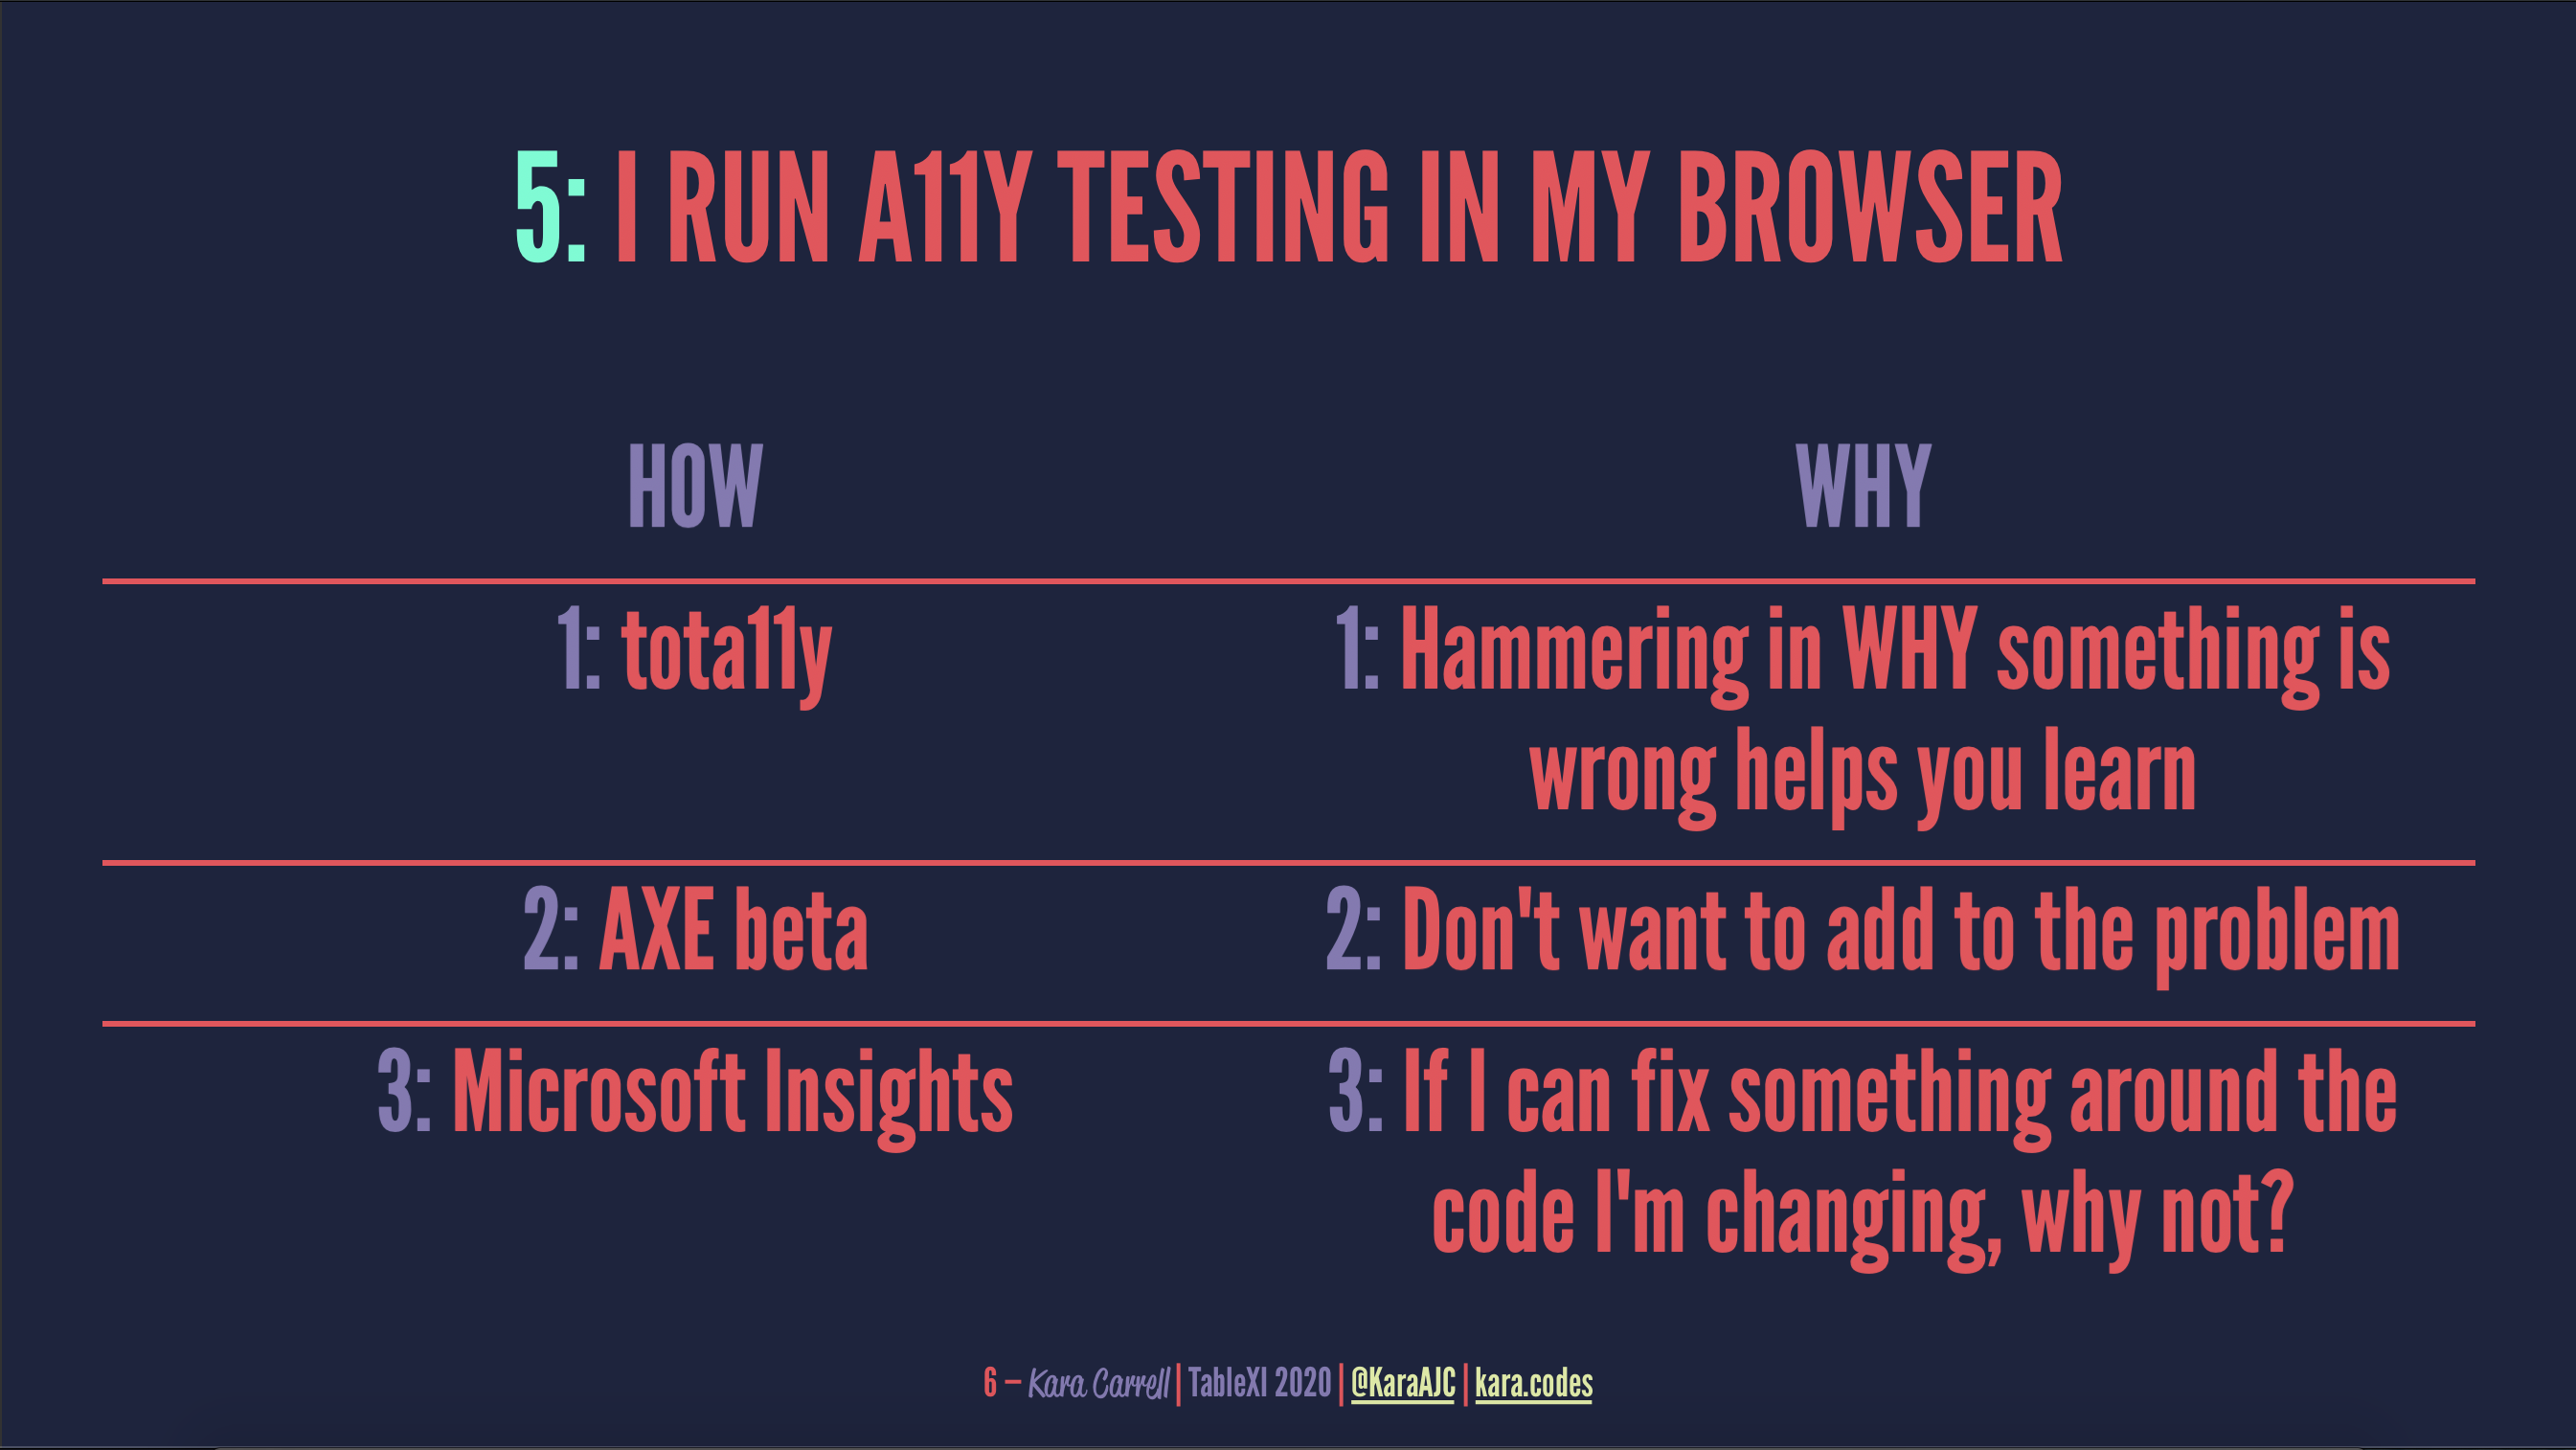 5: I RUN A11Y TESTING IN MY BROWSER
HOW
WHY
1: tota11y
1: Hammering in WHY something is
wrong helps you learn
2: AXE beta
2: Don't want to add to the problem
3: Microsoft Insights
3: If I can fix something around the
code I'm changing, why not?
6 — Kara Carrell | TableXI 2020 | @KaraAJC | kara.codes